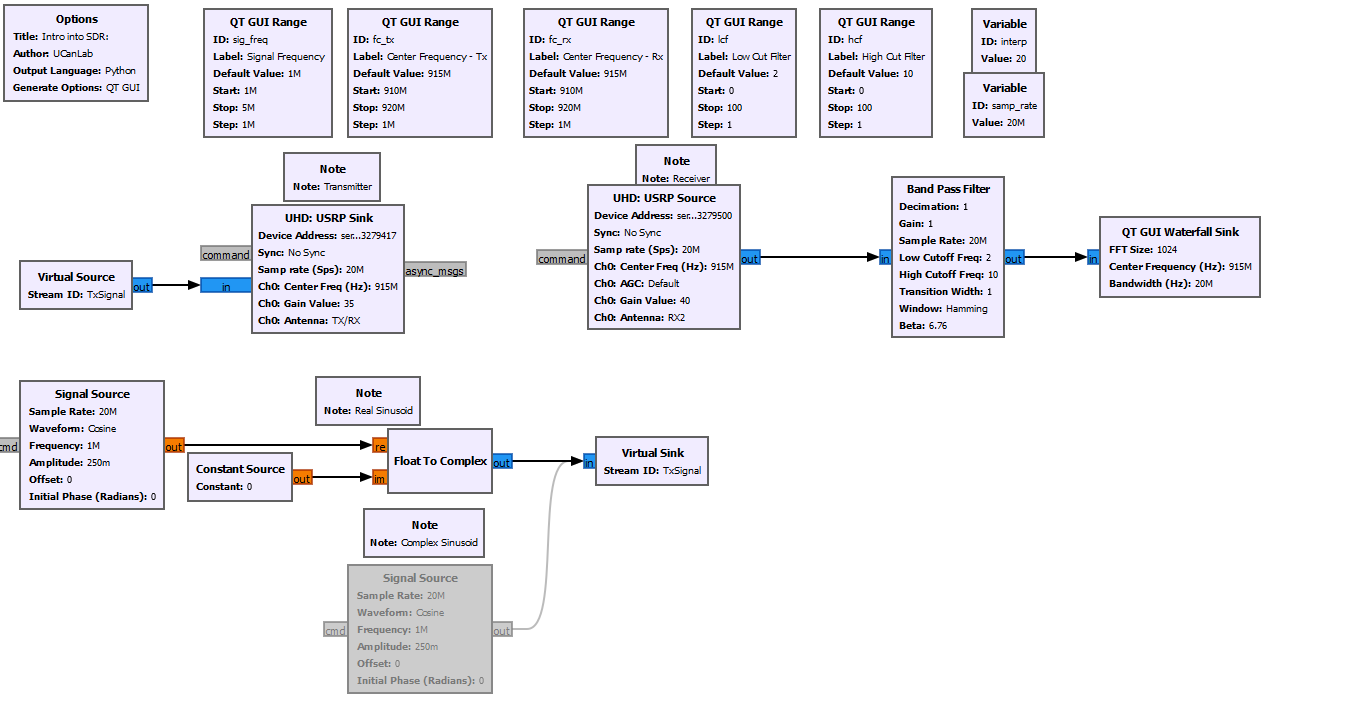 Options
Title: Intro into SDR:
Author: UCanLab
Output Language: Python
Generate Options: QT GUI
QT GUI Range
ID: sig_freq
Label: Signal Frequency
Default Value: 1M
Start: 1M
Stop: 5M
Step: 1M
QT GUI Range
ID: fc_tx
Label: Center Frequency - Tx
Default Value: 915M
Start: 910M
Stop: 920M
Step: 1M
QT GUI Range
ID: fc_rx
Label: Center Frequency - Rx
Default Value: 915M
Start: 910M
Stop: 920M
Step: 1M
QT GUI Range
ID: lcf
Label: Low Cut Filter
Default Value: 2
Start: 0
Stop: 100
Step: 1
QT GUI Range
ID: hcf
Label: High Cut Filter
Default Value: 10
Start: 0
Stop: 100
Step: 1
Variable
ID: interp
Value: 20
Variable
ID: samp_rate
Value: 20M
Note
Note: Transmitter
Virtual Source
Stream ID: TxSignal
out
command
in
UHD: USRP Sink
Device Address: ser...3279417
Sync: No Sync
Samp rate (Sps): 20M
Ch0: Center Freq (Hz): 915M
Ch0: Gain Value: 35
Ch0: Antenna: TX/RX
async_msgs
Note
Note: Receiver
command
UHD: USRP Source
Device Address: ser...3279500
Sync: No Sync
Samp rate (Sps): 20M
Ch0: Center Freq (Hz): 915M
Ch0: AGC: Default
Ch0: Gain Value: 40
Ch0: Antenna: RX2
out
in
Band Pass Filter
Decimation: 1
Gain: 1
Sample Rate: 20M
Low Cutoff Freq: 2
High Cutoff Freq: 10
Transition Width: 1
Window: Hamming
Beta: 6.76
out
in
QT GUI Waterfall Sink
FFT Size: 1024
Center Frequency (Hz): 915M
Bandwidth (Hz): 20M
cmd
Signal Source
Sample Rate: 20M
Waveform: Cosine
Frequency: 1M
Amplitude: 250m
Offset: 0
Initial Phase (Radians): 0
out
Constant Source
Constant: 0
out
Note
Note: Real Sinusoid
re
im
Float To Complex
out
in
Virtual Sink
Stream ID: TxSignal
Note
Note: Complex Sinusoid
cmd
Signal Source
Sample Rate: 20M
Waveform: Cosine
Frequency: 1M
Amplitude: 250m
Offset: 0
Initial Phase (Radians): 0
out